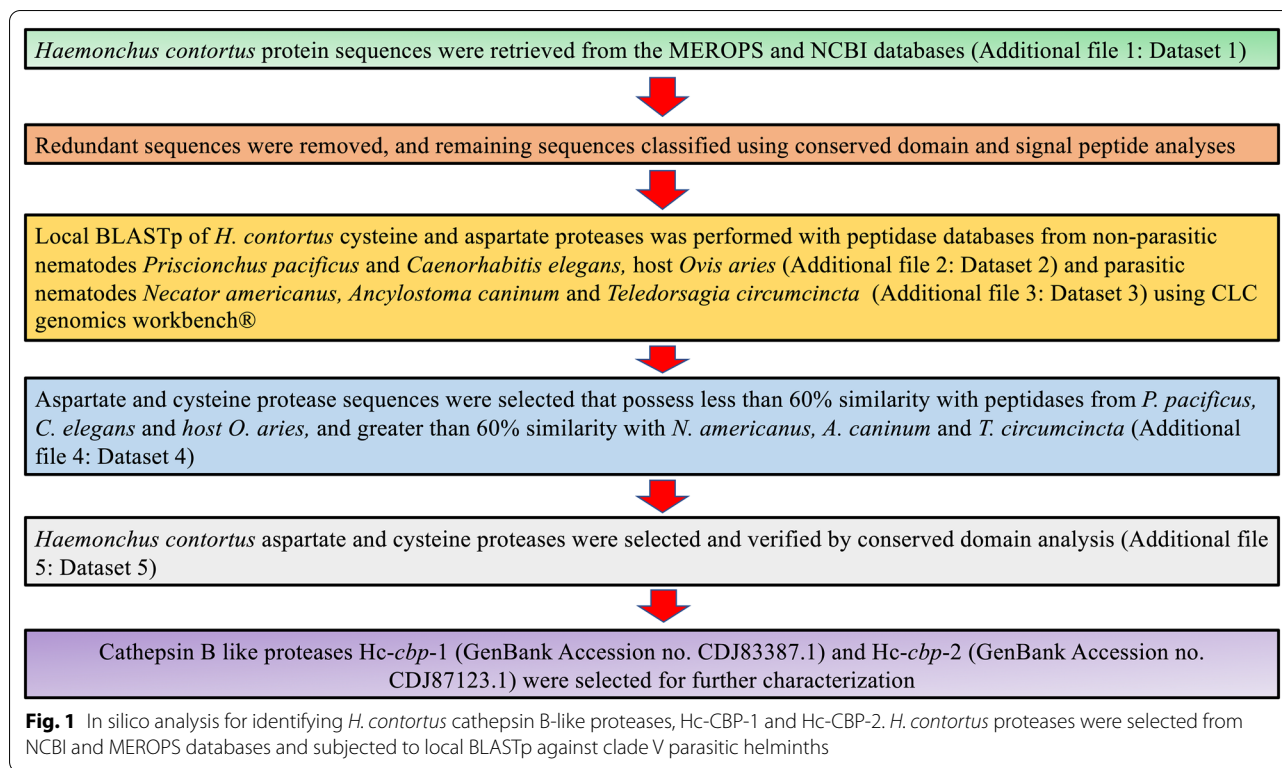 Haemonchus contortus protein sequences were retrieved from the MEROPS and NCBI databases (Additional file 1: Dataset 1)
Redundant sequences were removed, and remaining sequences classified using conserved domain and signal peptide analyses
Local BLASTp of H. contortus cysteine and aspartate proteases was performed with peptidase databases from non-parasitic
nematodes Priscionchus pacificus and Caenorhabitis elegans, host Ovis aries (Additional file 2: Dataset 2) and parasitic
nematodes Necator americanus, Ancylostoma caninum and Teledorsagia circumcincta (Additional file 3: Dataset 3) using CLC
genomics workbench®
Aspartate and cysteine protease sequences were selected that possess less than 60% similarity with peptidases from P. pacificus,
C. elegans and host O. aries, and greater than 60% similarity with N. americanus, A. caninum and T. circumcincta (Additional
file 4: Dataset 4)
Haemonchus contortus aspartate and cysteine proteases were selected and verified by conserved domain analysis (Additional file
5: Dataset 5)
Cathepsin B like proteases Hc-cbp-1 (GenBank Accession no. CDJ83387.1) and Hc-cbp-2 (GenBank Accession no.
CDJ87123.1) were selected for further characterization
Fig. 1 In silico analysis for identifying H. contortus cathepsin B-like proteases, Hc-CBP-1 and Hc-CBP-2. H. contortus proteases were selected from
NCBI and MEROPS databases and subjected to local BLASTp against clade V parasitic helminths